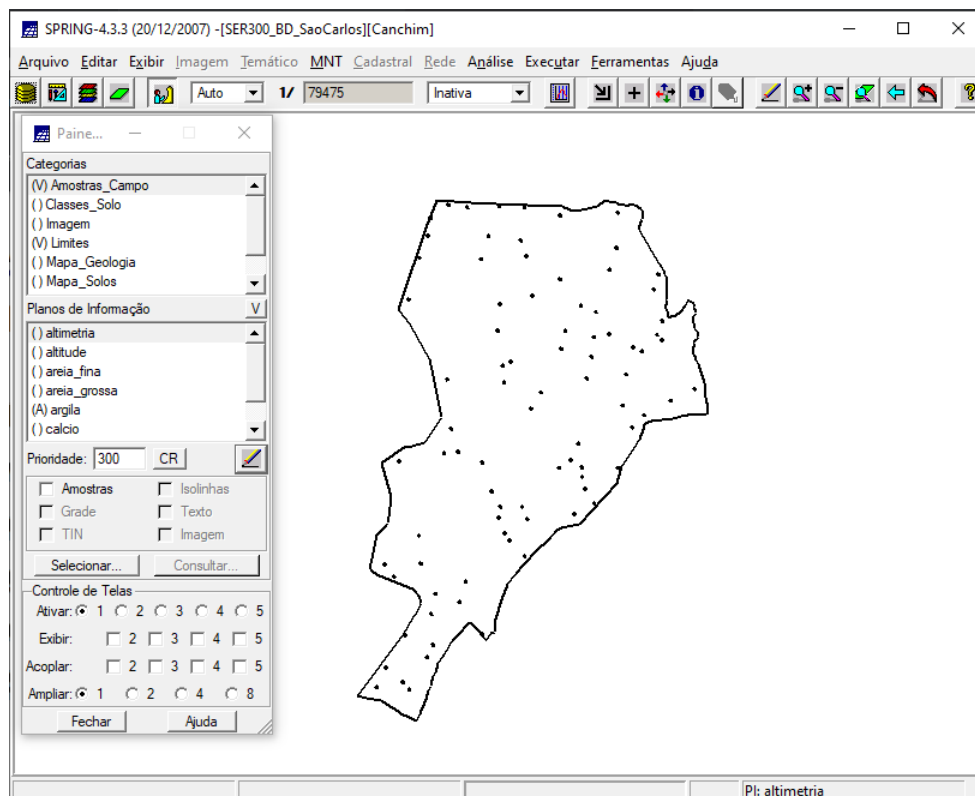 SPRING-4.3.3 (20/12/2007) -[SER300_BD_SaoCarlos][Canchim]
Arquivo Editar Exibir Imagem Temático MNT Cadastral Rede Análise Executar Ferramentas Ajuda
Auto 1/ 79475 Inativa
Paine...
Categorias
(V) Amostras_Campo
( ) Classes_Solo
( ) Imagem
(V) Limites
( ) Mapa_Geologia
( ) Mapa_Solos
Planos de Informação V
( ) altimetria
( ) altitude
( ) areia_fina
( ) areia_grossa
(A) argila
( ) calcio
Prioridade: 300 CR
Amostras Isolinhas
Grade Texto
TIN Imagem
Selecionar... Consultar...
Controle de Telas
Ativar: 1 2 3 4 5
Exibir: 2 3 4 5
Acoplar: 2 3 4 5
Ampliar: 1 2 4 8
Fechar Ajuda
PI: altimetria